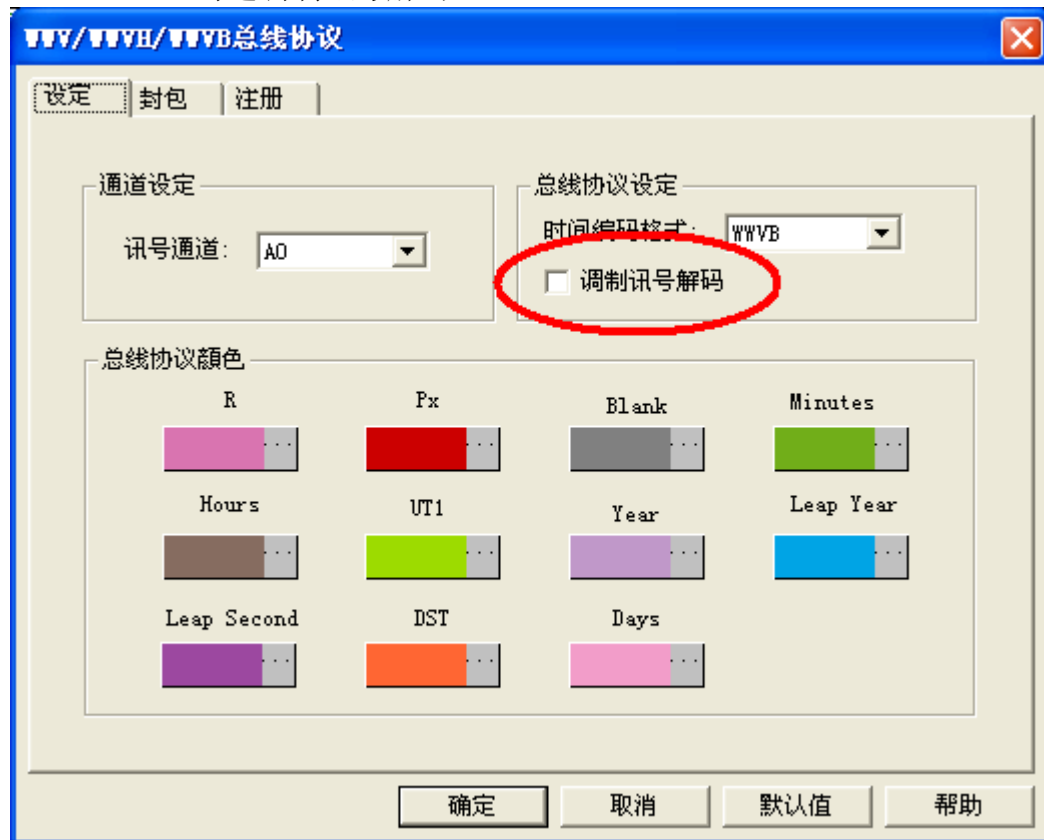 WWV/WWVH/WWVB总线协议
设定 封包 注册
通道设定
讯号通道: A0
总线协议设定
时间编码格式: WWVB
调制讯号解码
总线协议顏色
R Px Blank Minutes
... ... ... ...
Hours UT1 Year Leap Year
... ... ... ...
Leap Second DST Days
... ... ...
确定 取消 默认值 帮助